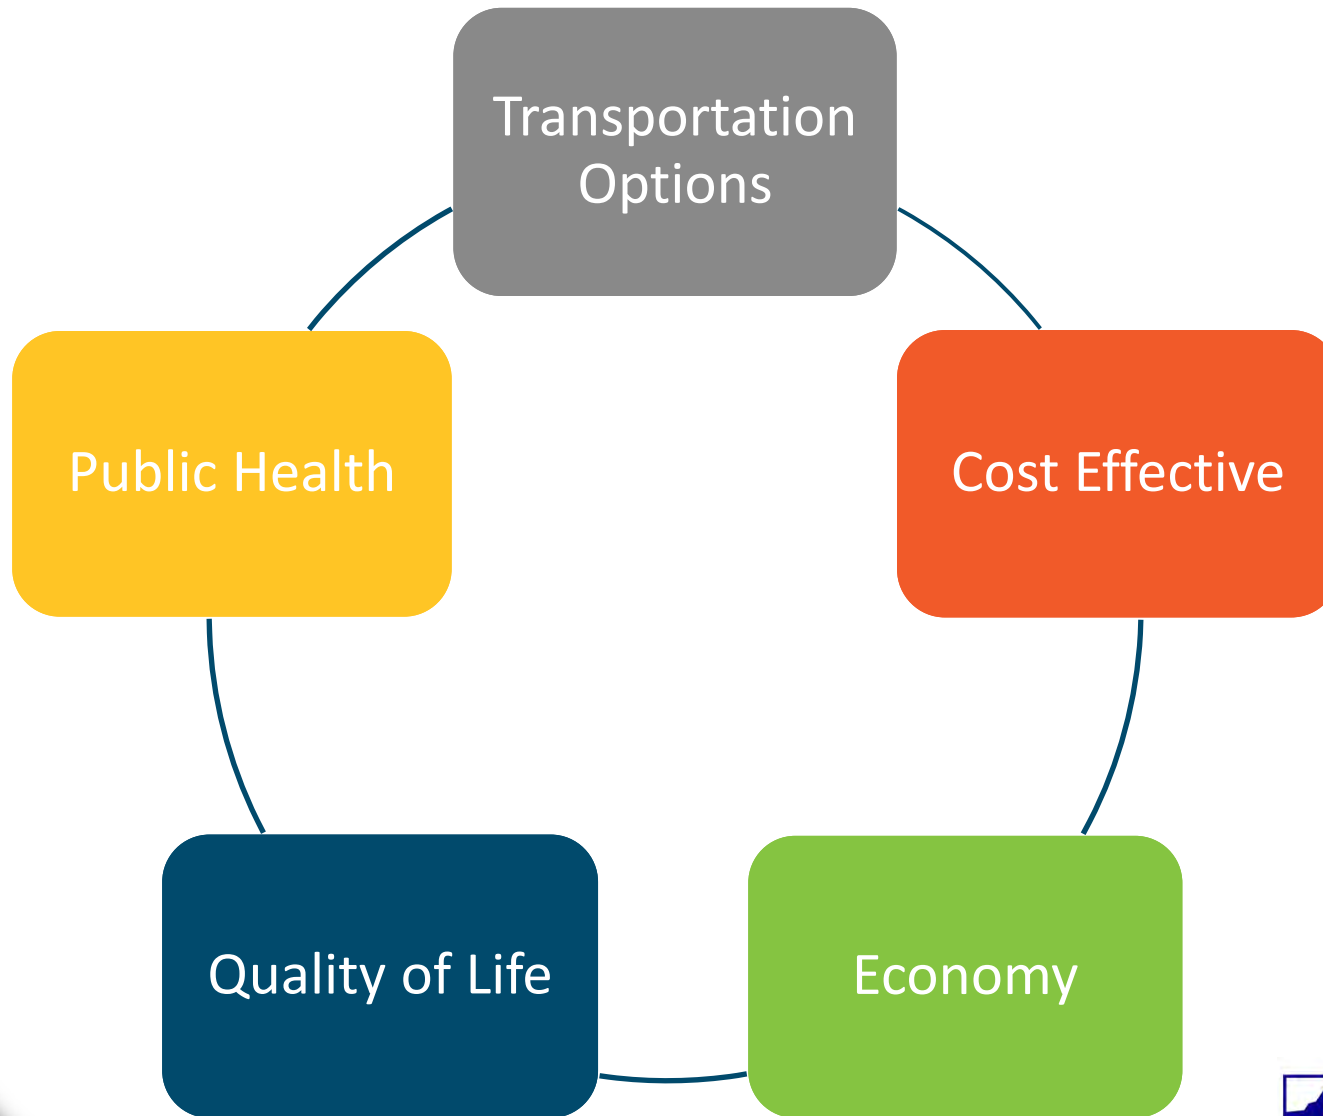 Transportation
Options
Public Health
Cost Effective
Quality of Life
Economy